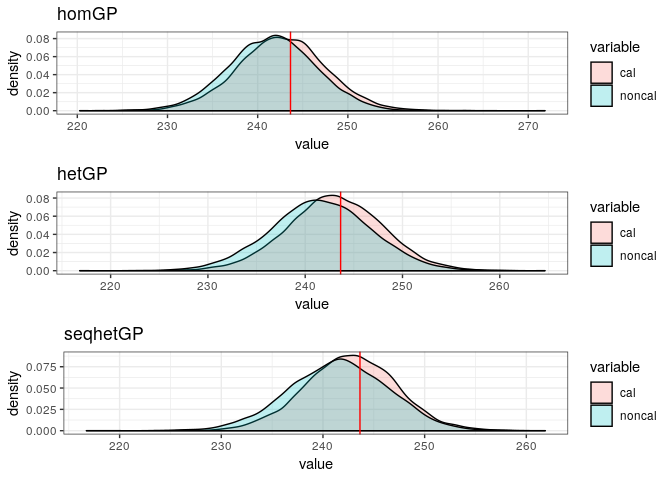 homGP
0.08
0.06
0.04
0.02
0.00
density
220 230 240 250 260 270
value
variable
cal
noncal
hetGP
0.08
0.06
0.04
0.02
0.00
density
220 230 240 250 260
value
variable
cal
noncal
seqhetGP
0.075
0.050
0.025
0.000
density
220 230 240 250 260
value
variable
cal
noncal